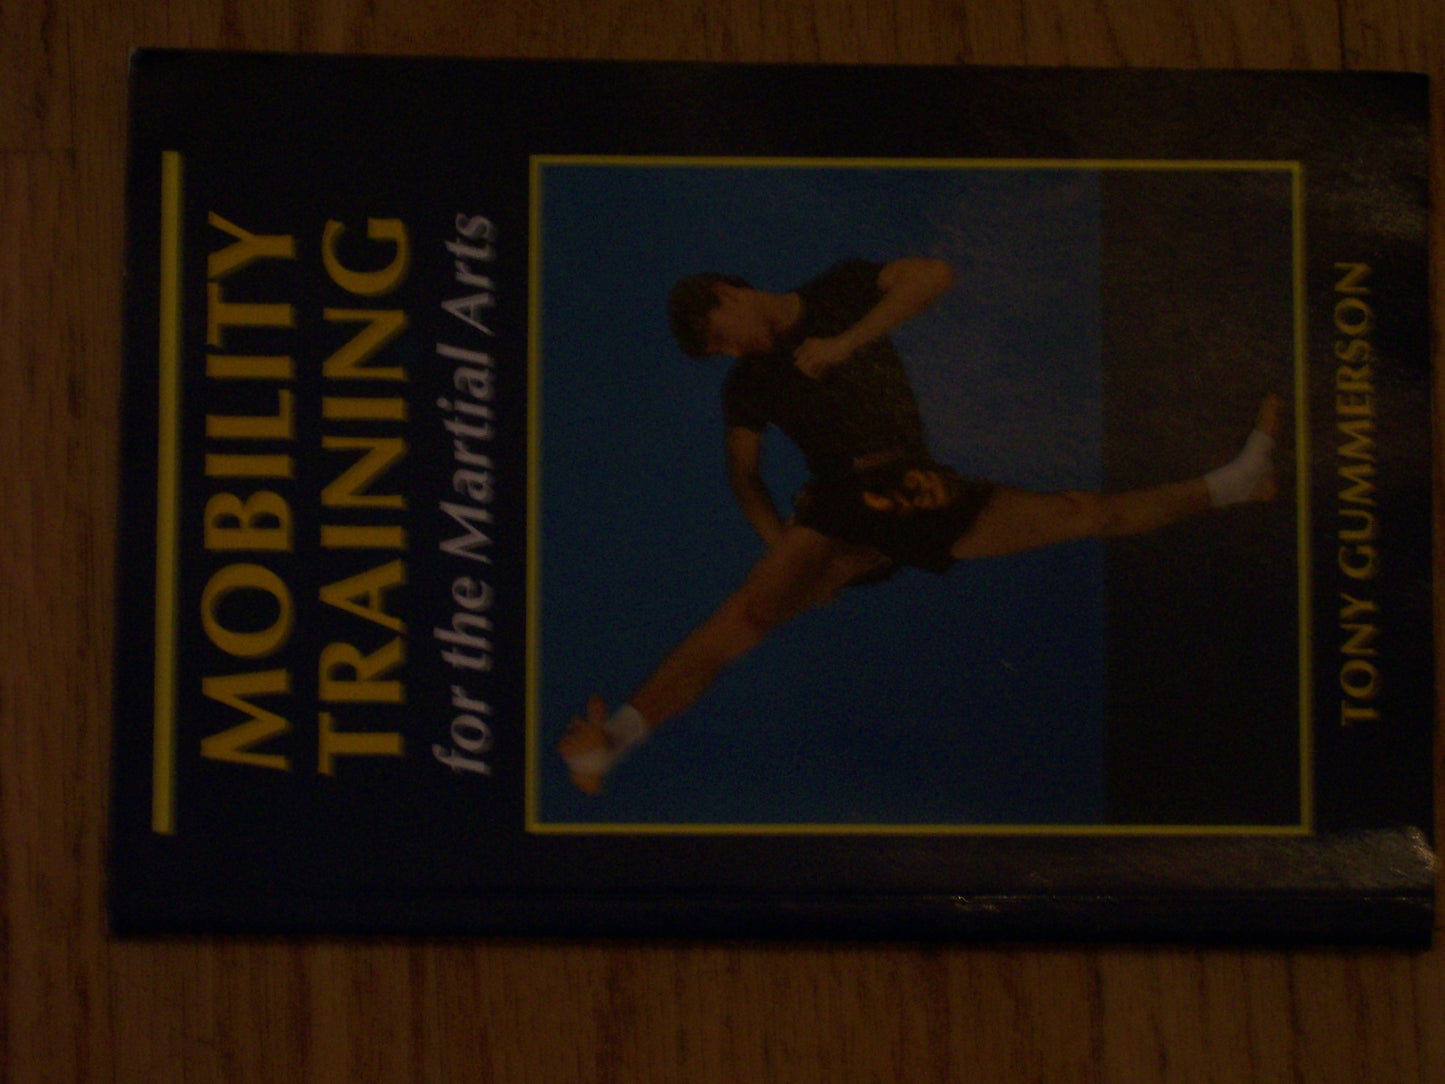 MOBILITY
TRAINING
for the Martial Arts
TONY GUMMERSON